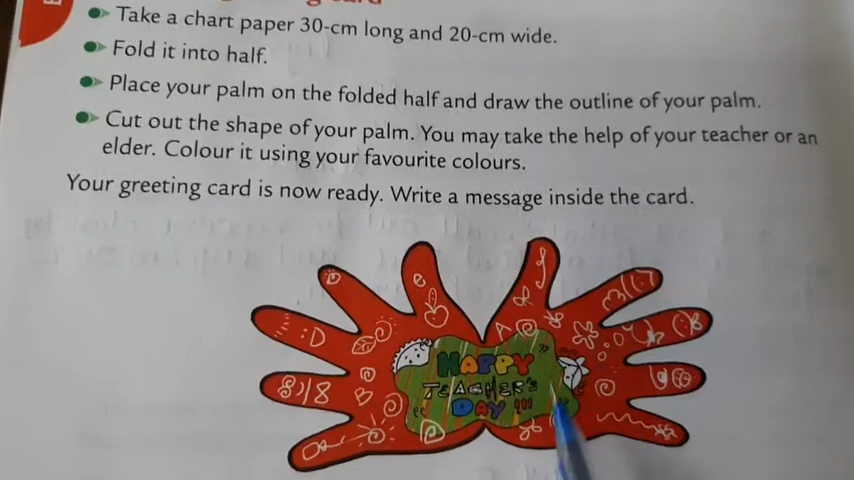 Take a chart paper 30-cm long and 20-cm wide.
Fold it into half.
Place your palm on the folded half and draw the outline of your palm.
Cut out the shape of your palm. You may take the help of your teacher or an
elder. Colour it using your favourite colours.
Your greeting card is now ready. Write a message inside the card.
HAPPY
TEACHER'S
DAY !!!